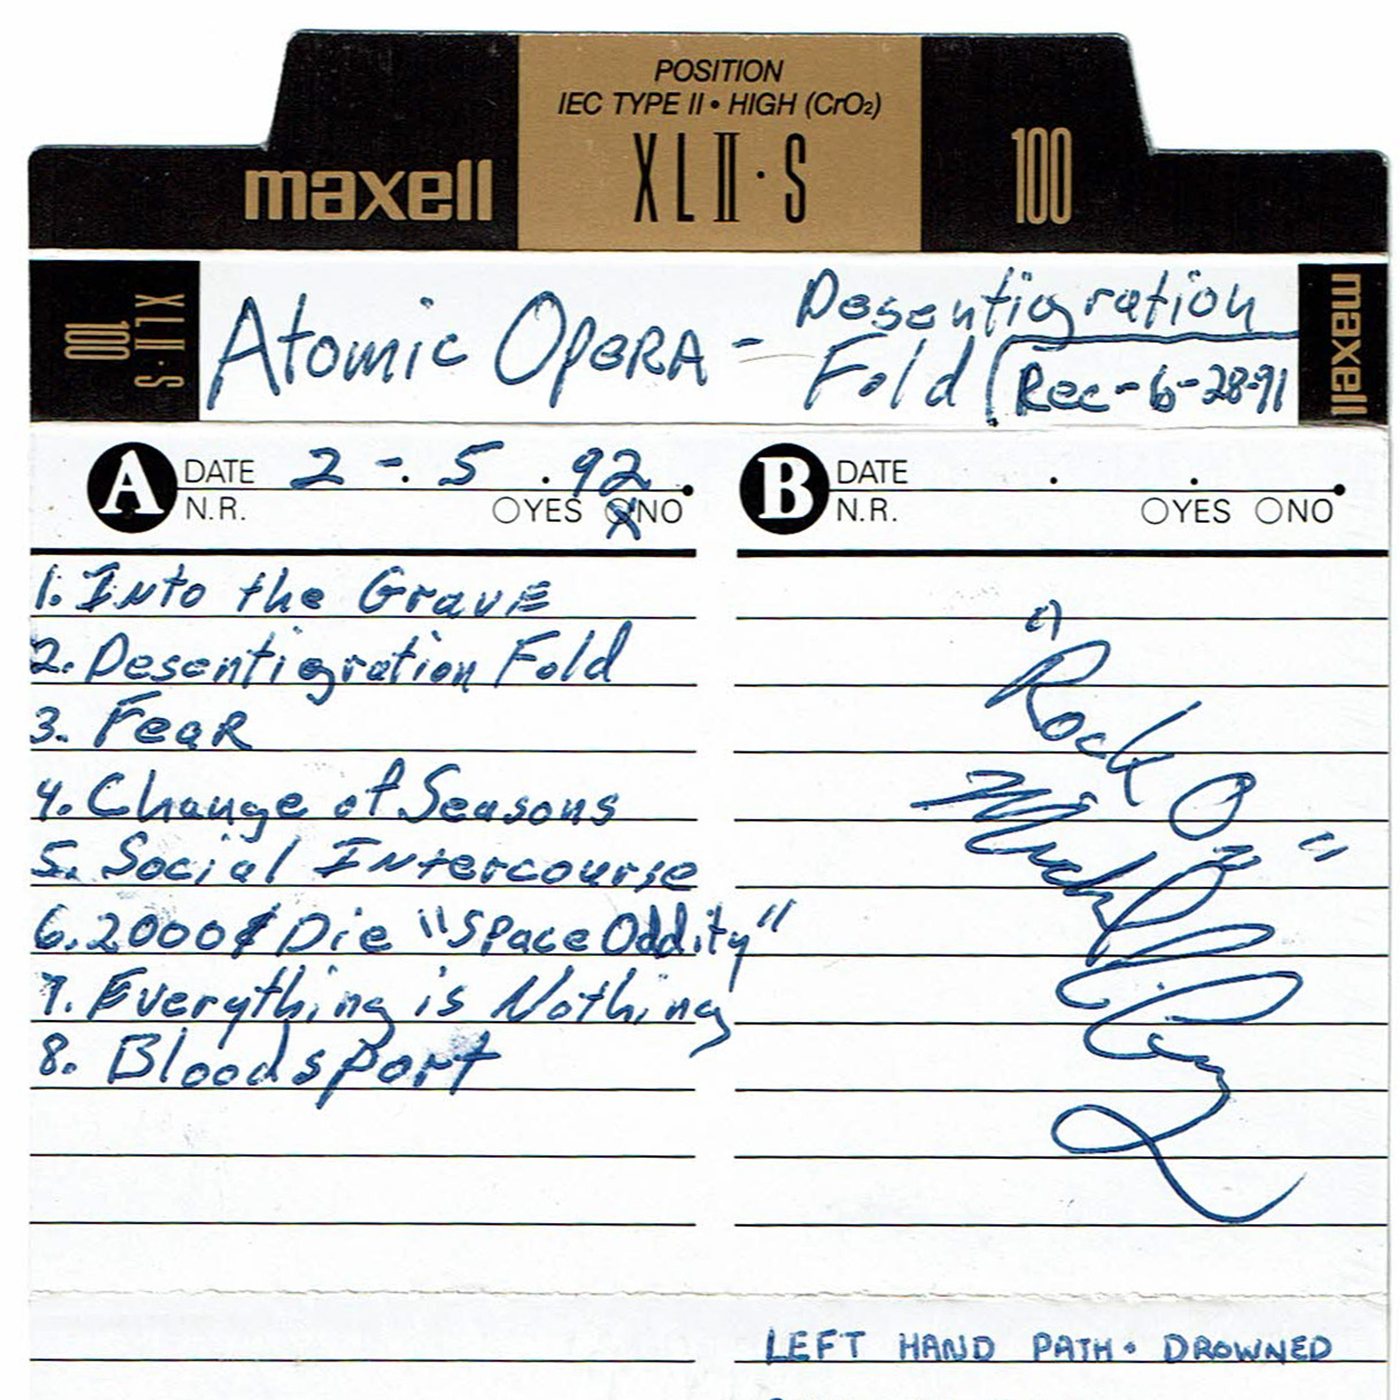 POSITION
IEC TYPE II • HIGH (CrO₂)
maxell XLII·S 100
XLII·S 100
Atomic Opera - Desentigration
Fold (Rec-6-28-91
maxell
A DATE 2 - 5 . 92
N.R. YES NO
B DATE . .
N.R. YES NO
1. Into the Grave
2. Desentigration Fold
3. Fear
4. Change of Seasons
5. Social Intercourse
6. 2000$ Die "Space Oddity"
7. Everything is Nothing
8. Bloodsport
"Rock On"
LEFT HAND PATH • DROWNED